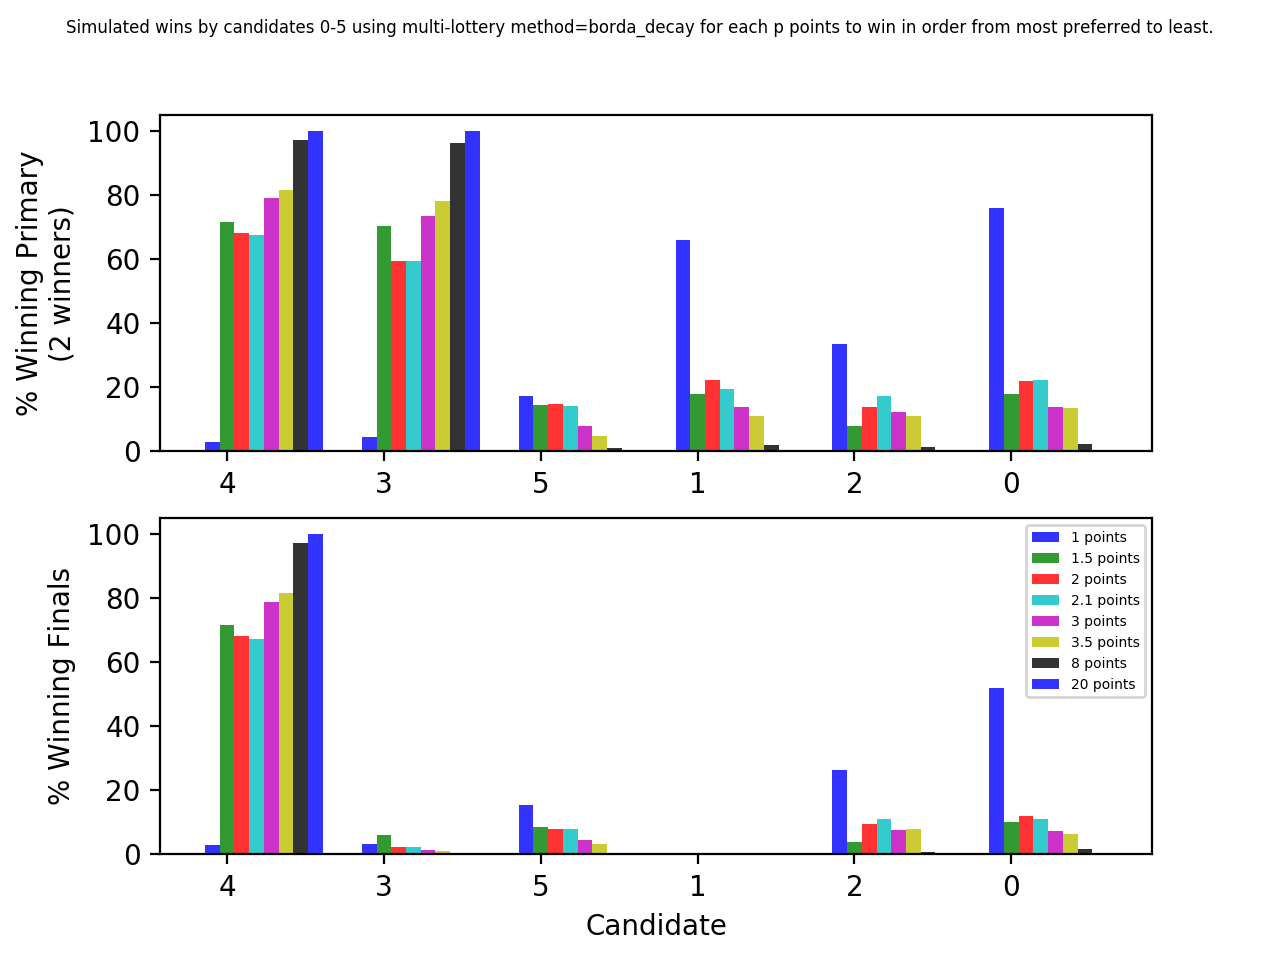 Simulated wins by candidates 0-5 using multi-lottery method=borda_decay for each p points to win in order from most preferred to least.
% Winning Primary
(2 winners)
100
80
60
40
20
0
4 3 5 1 2 0
% Winning Finals
100
80
60
40
20
0
1 points
1.5 points
2 points
2.1 points
3 points
3.5 points
8 points
20 points
4 3 5 1 2 0
Candidate